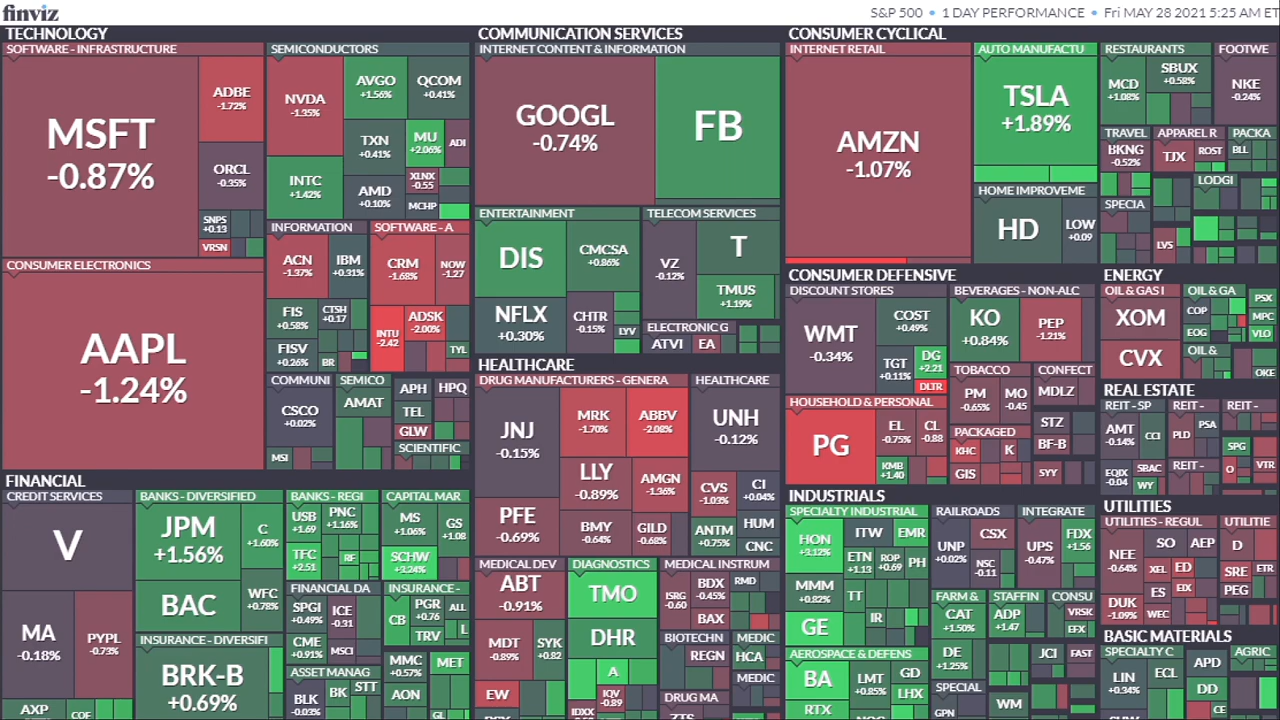 finviz
S&P 500 • 1 DAY PERFORMANCE • Fri MAY 28 2021 5:25 AM ET
TECHNOLOGY
SOFTWARE - INFRASTRUCTURE
MSFT
-0.87%
ADBE
-1.72%
ORCL
-0.35%
SNPS
+0.13
VRSN
CONSUMER ELECTRONICS
AAPL
-1.24%
SEMICONDUCTORS
NVDA
-1.35%
AVGO
+1.56%
QCOM
+0.41%
TXN
+0.41%
MU
+2.06%
ADI
INTC
+1.42%
AMD
+0.10%
XLNX
-0.55
MCHP
INFORMATION
ACN
-1.37%
IBM
+0.31%
FIS
+0.58%
CTSH
+0.17
FISV
+0.26%
BR
SOFTWARE - A
CRM
-1.68%
NOW
-1.27
INTU
-2.42
ADSK
-2.00%
TYL
COMMUNI
CSCO
+0.02%
MSI
SEMICO
AMAT
APH
HPQ
TEL
GLW
SCIENTIFIC
FINANCIAL
CREDIT SERVICES
V
MA
-0.18%
PYPL
-0.73%
AXP
COF
BANKS - DIVERSIFIED
JPM
+1.56%
C
+1.60%
BAC
WFC
+0.78%
INSURANCE - DIVERSIFI
BRK-B
+0.69%
BANKS - REGI
USB
+1.69
PNC
+1.16%
TFC
+2.51
RF
FINANCIAL DA
SPGI
+0.49%
ICE
-0.31
CME
+0.91%
MSCI
ASSET MANAG
BLK
-0.03%
BK
STT
CAPITAL MAR
MS
+1.06%
GS
+1.08
SCHW
+3.24%
INSURANCE -
CB
PGR
+0.76
ALL
TRV
L
MMC
+0.57%
MET
AON
GL
COMMUNICATION SERVICES
INTERNET CONTENT & INFORMATION
GOOGL
-0.74%
FB
ENTERTAINMENT
DIS
CMCSA
+0.86%
NFLX
+0.30%
CHTR
-0.15%
LYV
TELECOM SERVICES
VZ
-0.12%
T
TMUS
+1.19%
ELECTRONIC G
ATVI
EA
HEALTHCARE
DRUG MANUFACTURERS - GENERA
JNJ
-0.15%
MRK
-1.70%
ABBV
-2.08%
LLY
-0.89%
AMGN
-1.36%
PFE
-0.69%
BMY
-0.64%
GILD
-0.68%
HEALTHCARE
UNH
-0.12%
CVS
-1.03%
CI
+0.04%
ANTM
+0.75%
HUM
CNC
MEDICAL DEV
ABT
-0.91%
MDT
-0.89%
SYK
+0.82
EW
DIAGNOSTICS
TMO
DHR
A
IQV
-0.89
IDXX
MEDICAL INSTRUM
ISRG
-0.60
BDX
-0.45%
RMD
BAX
BIOTECHN
REGN
MEDIC
HCA
MEDIC
DRUG MA
ZTS
CONSUMER CYCLICAL
INTERNET RETAIL
AMZN
-1.07%
AUTO MANUFACTU
TSLA
+1.89%
HOME IMPROVEME
HD
LOW
+0.09
RESTAURANTS
MCD
+1.08%
SBUX
+0.58%
FOOTWE
NKE
-0.24%
TRAVEL
BKNG
-0.52%
APPAREL R
TJX
ROST
PACKA
BLL
LODGI
SPECIA
LVS
CONSUMER DEFENSIVE
DISCOUNT STORES
WMT
-0.34%
COST
+0.49%
TGT
+0.11%
DG
+2.21
DLTR
BEVERAGES - NON-ALC
KO
+0.84%
PEP
-1.21%
TOBACCO
PM
-0.65%
MO
-0.45
CONFECT
MDLZ
HOUSEHOLD & PERSONAL
PG
EL
-0.75%
CL
-0.88
KMB
+1.40
PACKAGED
KHC
K
GIS
STZ
BF-B
SYY
ENERGY
OIL & GAS I
XOM
CVX
OIL & GA
COP
EOG
PSX
MPC
VLO
OIL &
OKE
REAL ESTATE
REIT - SP
AMT
-0.14%
CCI
EQIX
-0.04
SBAC
WY
REIT -
PLD
PSA
REIT -
REIT -
SPG
O
VTR
INDUSTRIALS
SPECIALTY INDUSTRIAL
HON
+3.12%
ITW
EMR
ETN
+1.13
ROP
+0.69
PH
MMM
+0.82%
TT
GE
IR
AEROSPACE & DEFENS
BA
LMT
+0.85%
GD
LHX
RTX
NOC
RAILROADS
UNP
+0.02%
CSX
NSC
-0.11
INTEGRATE
UPS
-0.47%
FDX
+1.56
FARM &
CAT
+1.50%
DE
+1.25%
STAFFIN
ADP
+1.47
CONSU
VRSK
EFX
JCI
FAST
SPECIAL
GPN
WM
UTILITIES
UTILITIES - REGUL
NEE
-0.64%
SO
AEP
XEL
ED
ES
EIX
DUK
-1.09%
WEC
UTILITIE
D
SRE
ETR
PEG
BASIC MATERIALS
SPECIALTY C
LIN
+0.34%
ECL
APD
DD
CE
AGRIC